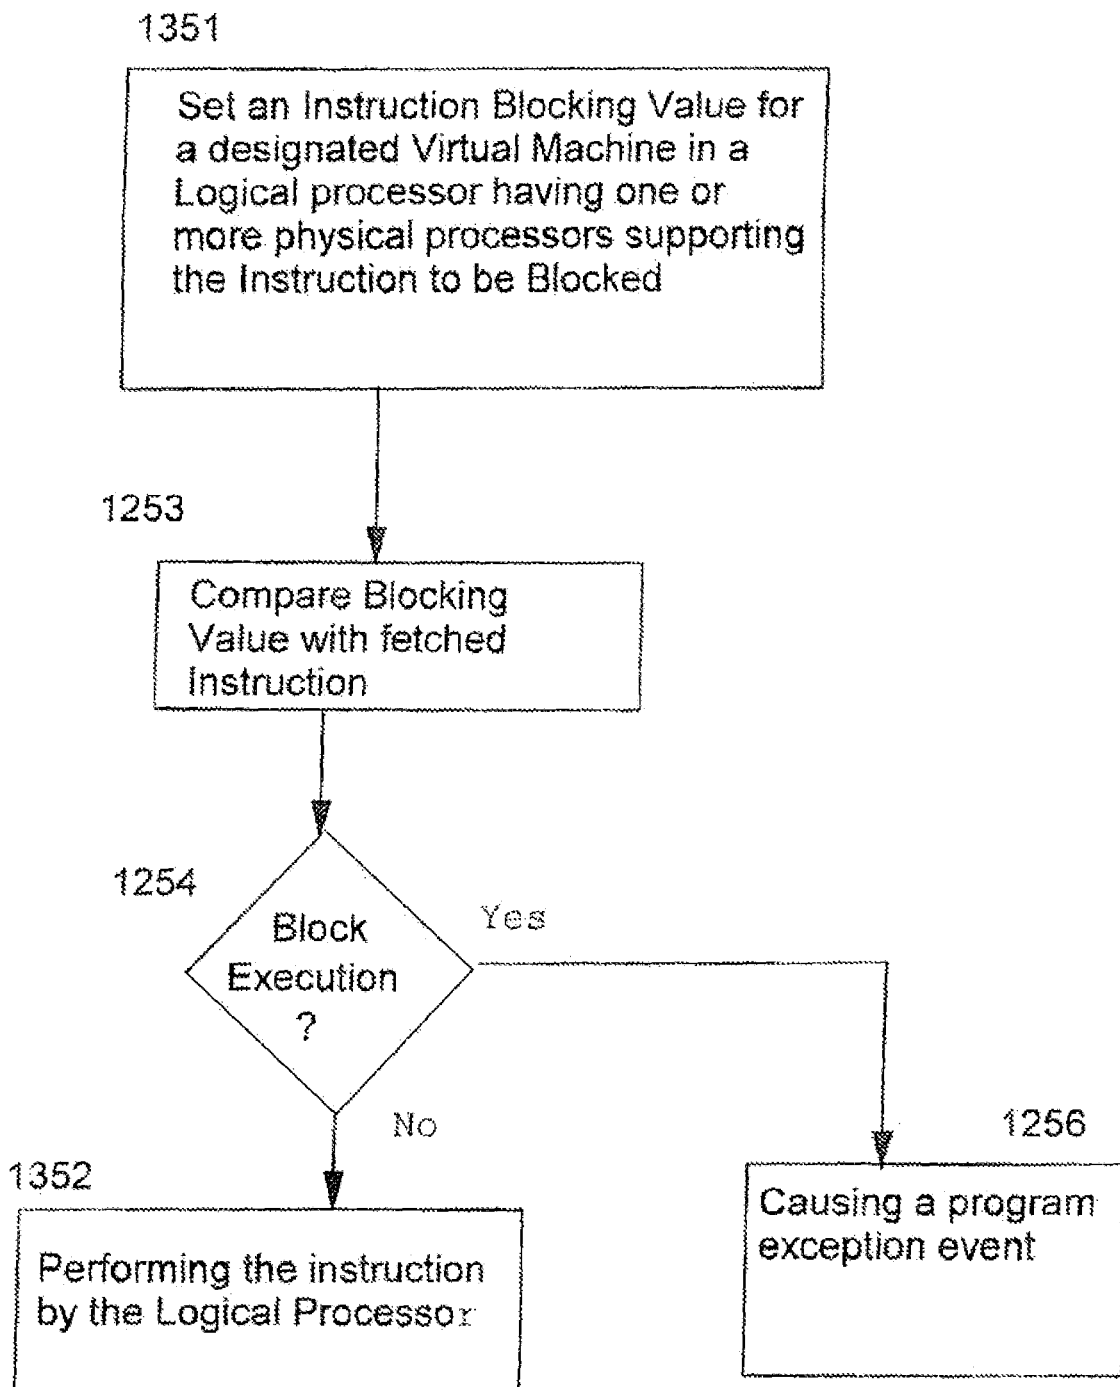 1351
Set an Instruction Blocking Value for
a designated Virtual Machine in a
Logical processor having one or
more physical processors supporting
the Instruction to be Blocked
1253
Compare Blocking
Value with fetched
Instruction
1254
Block
Execution
?
Yes
No
1352
Performing the instruction
by the Logical Processor
1256
Causing a program
exception event